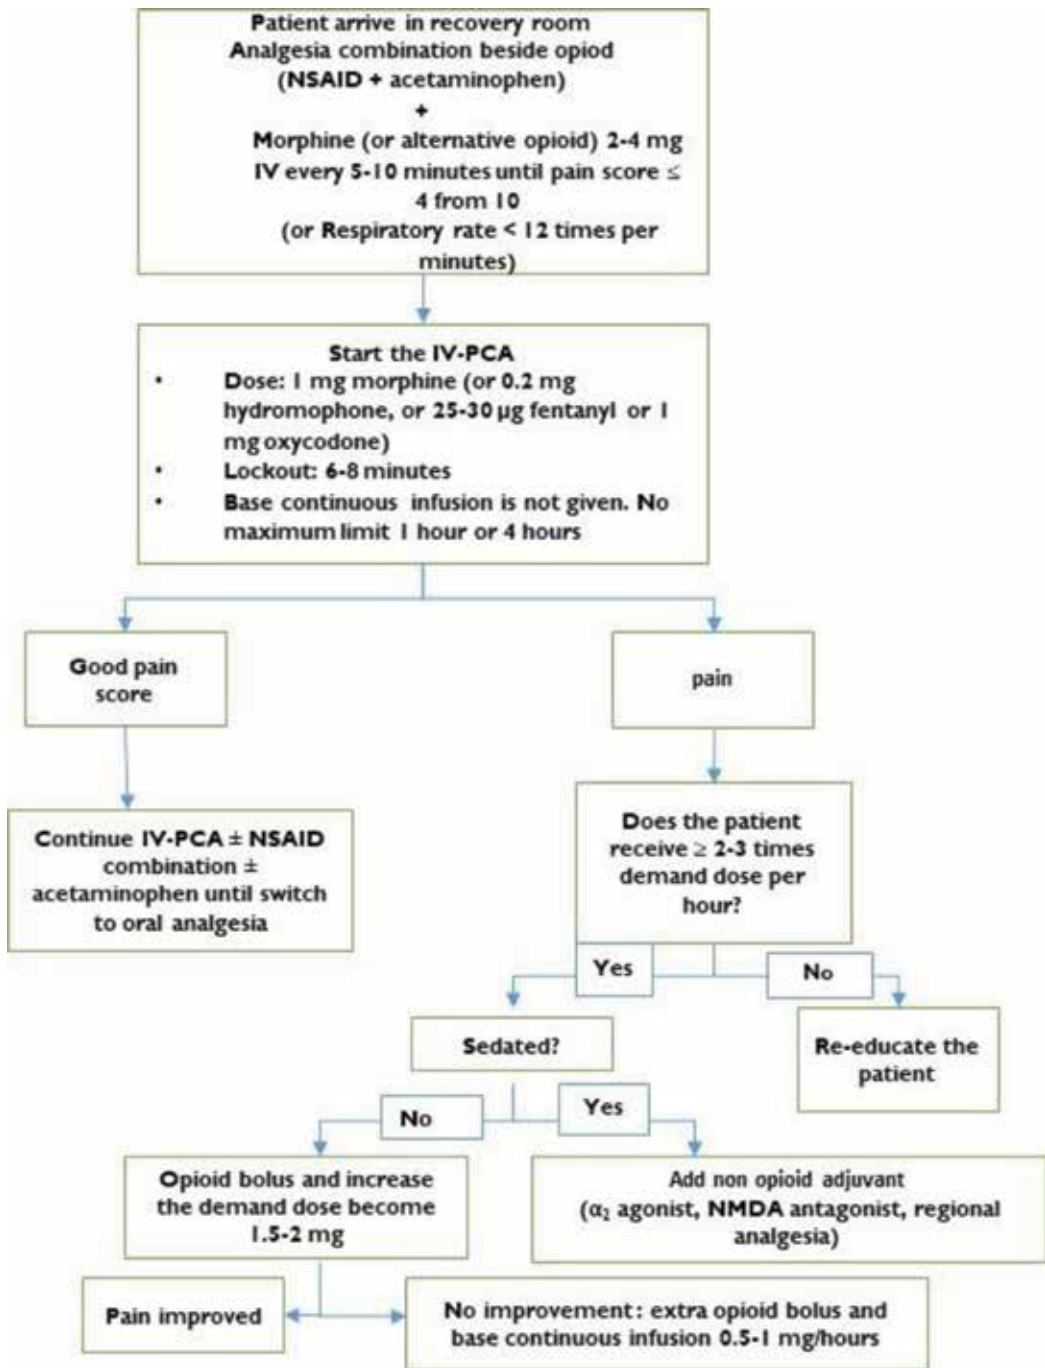 Patient arrive in recovery room
Analgesia combination beside opiod
(NSAID + acetaminophen)
+
Morphine (or alternative opioid) 2-4 mg
IV every 5-10 minutes until pain score ≤
4 from 10
(or Respiratory rate < 12 times per
minutes)
Start the IV-PCA
• Dose: 1 mg morphine (or 0.2 mg
hydromophone, or 25-30 µg fentanyl or 1
mg oxycodone)
• Lockout: 6-8 minutes
• Base continuous infusion is not given. No
maximum limit 1 hour or 4 hours
Good pain
score
pain
Continue IV-PCA ± NSAID
combination ±
acetaminophen until switch
to oral analgesia
Does the patient
receive ≥ 2-3 times
demand dose per
hour?
Yes
No
Sedated?
Re-educate the
patient
No
Yes
Opioid bolus and increase
the demand dose become
1.5-2 mg
Add non opioid adjuvant
(α₂ agonist, NMDA antagonist, regional
analgesia)
Pain improved
No improvement: extra opioid bolus and
base continuous infusion 0.5-1 mg/hours